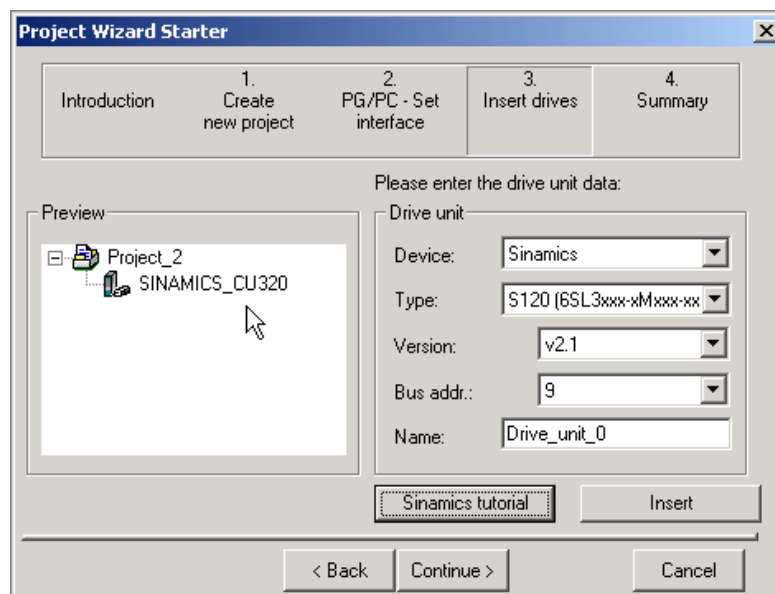 Project Wizard Starter
Introduction
1.
Create
new project
2.
PG/PC - Set
interface
3.
Insert drives
4.
Summary
Please enter the drive unit data:
Preview
Project_2
SINAMICS_CU320
Drive unit
Device: Sinamics
Type: S120 (6SL3xxx-xMxxx-xx
Version: v2.1
Bus addr.: 9
Name: Drive_unit_0
Sinamics tutorial
Insert
< Back
Continue >
Cancel